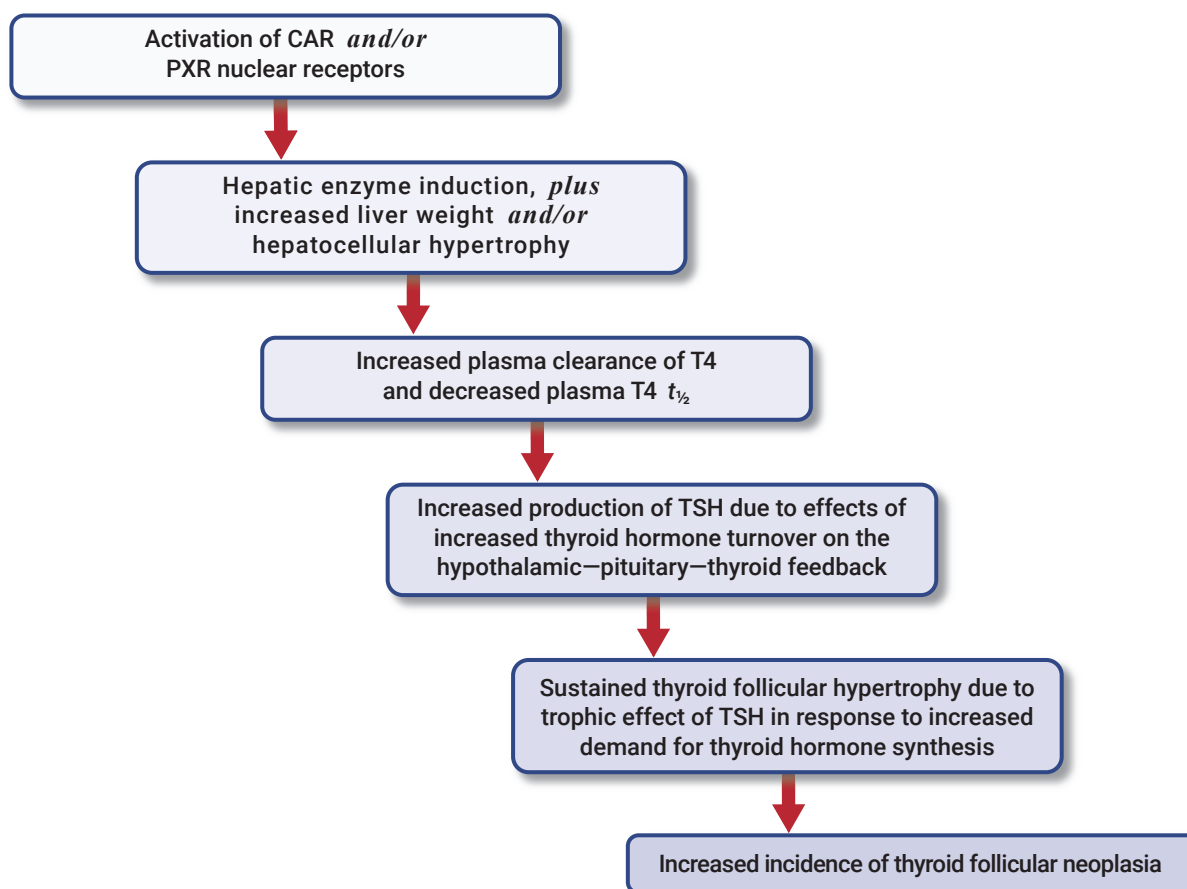 Activation of CAR and/or
PXR nuclear receptors
Hepatic enzyme induction, plus
increased liver weight and/or
hepatocellular hypertrophy
Increased plasma clearance of T4
and decreased plasma T4 t½
Increased production of TSH due to effects of
increased thyroid hormone turnover on the
hypothalamic—pituitary—thyroid feedback
Sustained thyroid follicular hypertrophy due to
trophic effect of TSH in response to increased
demand for thyroid hormone synthesis
Increased incidence of thyroid follicular neoplasia